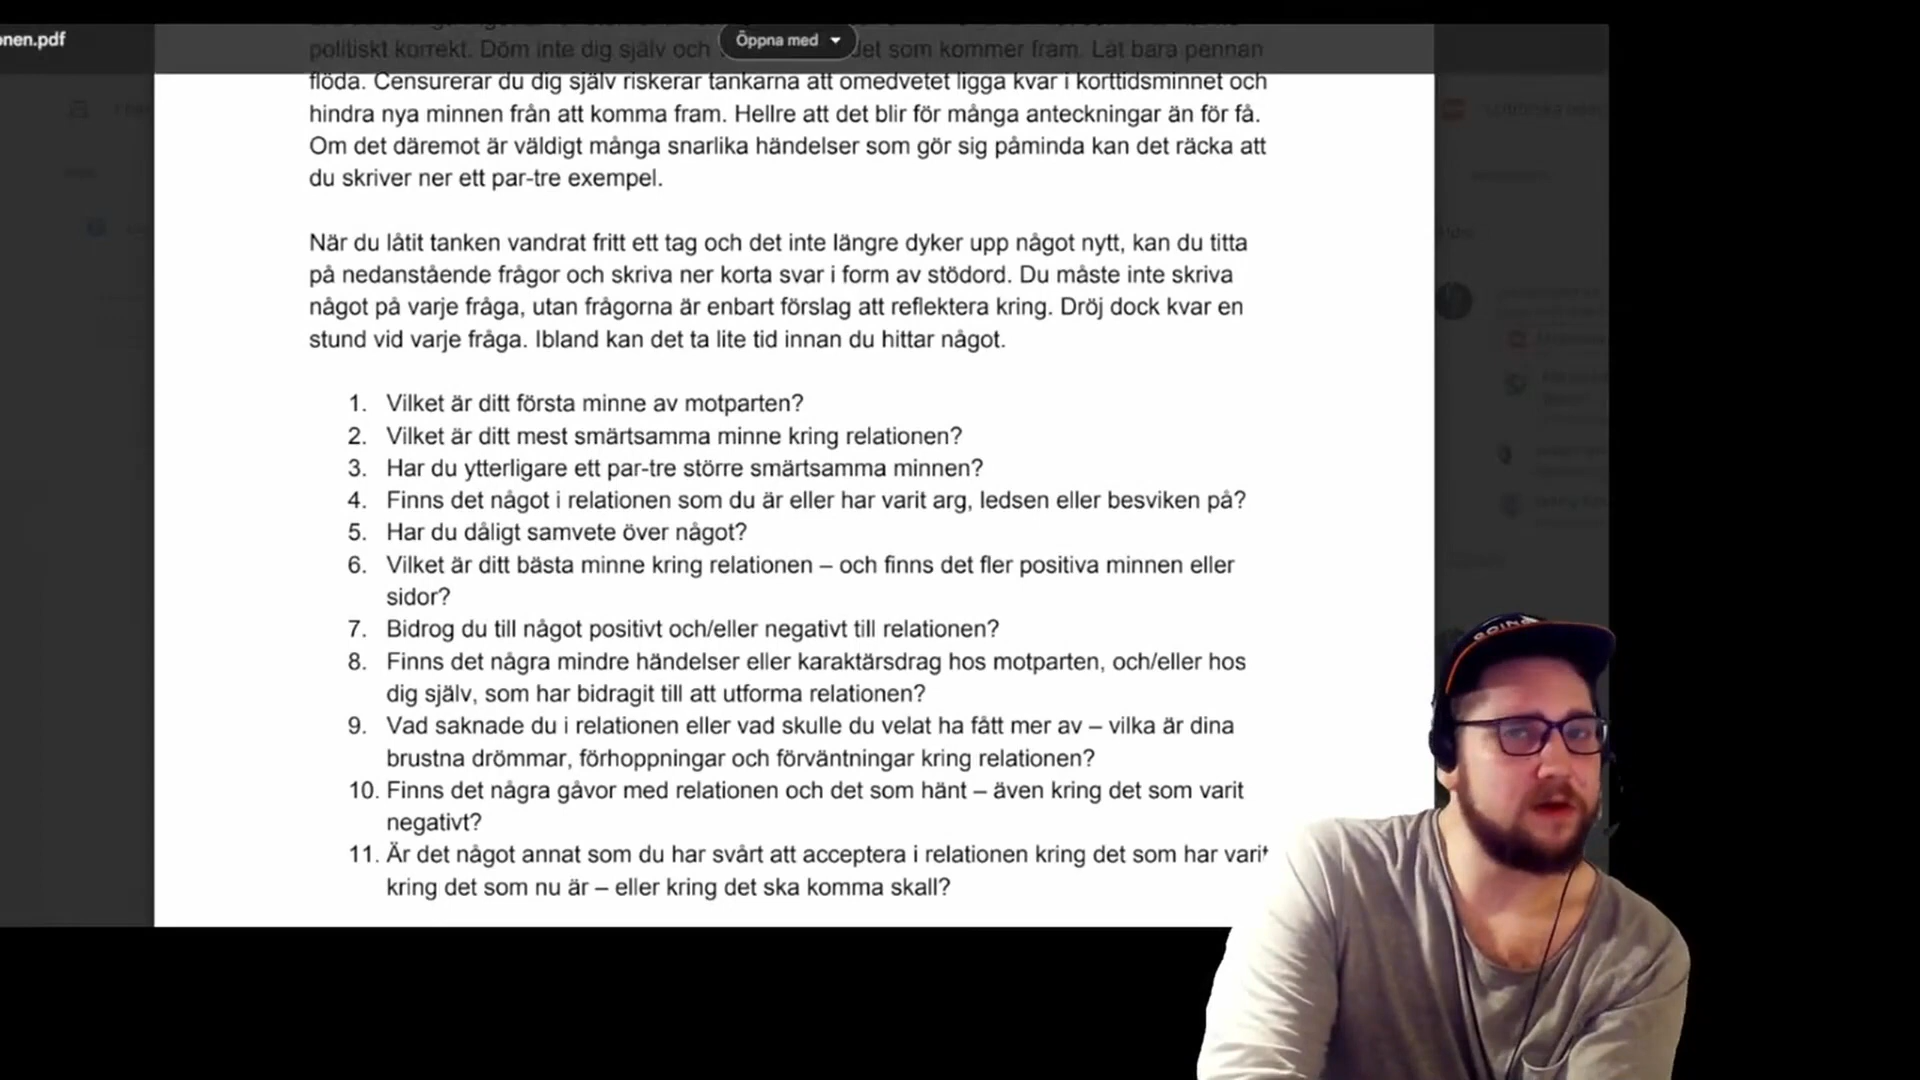 onen.pdf
Öppna med
politiskt korrekt. Döm inte dig själv och det som kommer fram. Låt bara pennan
flöda. Censurerar du dig själv riskerar tankarna att omedvetet ligga kvar i korttidsminnet och
hindra nya minnen från att komma fram. Hellre att det blir för många anteckningar än för få.
Om det däremot är väldigt många snarlika händelser som gör sig påminda kan det räcka att
du skriver ner ett par-tre exempel.
När du låtit tanken vandrat fritt ett tag och det inte längre dyker upp något nytt, kan du titta
på nedanstående frågor och skriva ner korta svar i form av stödord. Du måste inte skriva
något på varje fråga, utan frågorna är enbart förslag att reflektera kring. Dröj dock kvar en
stund vid varje fråga. Ibland kan det ta lite tid innan du hittar något.
1. Vilket är ditt första minne av motparten?
2. Vilket är ditt mest smärtsamma minne kring relationen?
3. Har du ytterligare ett par-tre större smärtsamma minnen?
4. Finns det något i relationen som du är eller har varit arg, ledsen eller besviken på?
5. Har du dåligt samvete över något?
6. Vilket är ditt bästa minne kring relationen – och finns det fler positiva minnen eller
sidor?
7. Bidrog du till något positivt och/eller negativt till relationen?
8. Finns det några mindre händelser eller karaktärsdrag hos motparten, och/eller hos
dig själv, som har bidragit till att utforma relationen?
9. Vad saknade du i relationen eller vad skulle du velat ha fått mer av – vilka är dina
brustna drömmar, förhoppningar och förväntningar kring relationen?
10. Finns det några gåvor med relationen och det som hänt – även kring det som varit
negativt?
11. Är det något annat som du har svårt att acceptera i relationen kring det som har varit
kring det som nu är – eller kring det ska komma skall?